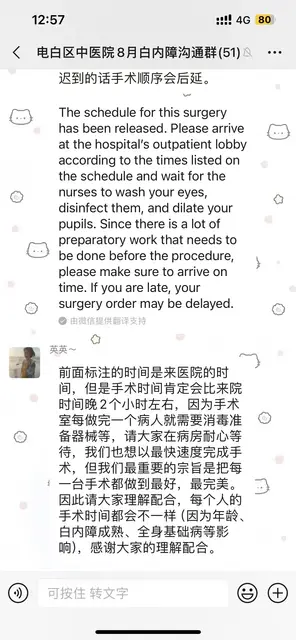 12:57
4G 80
电白区中医院8月白内障沟通群(51)
迟到的话手术顺序会后延。
The schedule for this surgery
has been released. Please arrive
at the hospital's outpatient lobby
according to the times listed on
the schedule and wait for the
nurses to wash your eyes,
disinfect them, and dilate your
pupils. Since there is a lot of
preparatory work that needs to
be done before the procedure,
please make sure to arrive on
time. If you are late, your
surgery order may be delayed.
由微信提供翻译支持
英英~
前面标注的时间是来医院的时
间，但是手术时间肯定会比来院
时间晚2个小时左右，因为手术
室每做完一个病人就需要消毒准
备器械等，请大家在病房耐心等
待，我们也想以最快速度完成手
术，但我们最重要的宗旨是把每
一台手术都做到最好，最完美。
因此请大家理解配合，每个人的
手术时间都会不一样（因为年龄、
白内障成熟、全身基础病等影
响），感谢大家的理解配合。
可按住 转文字